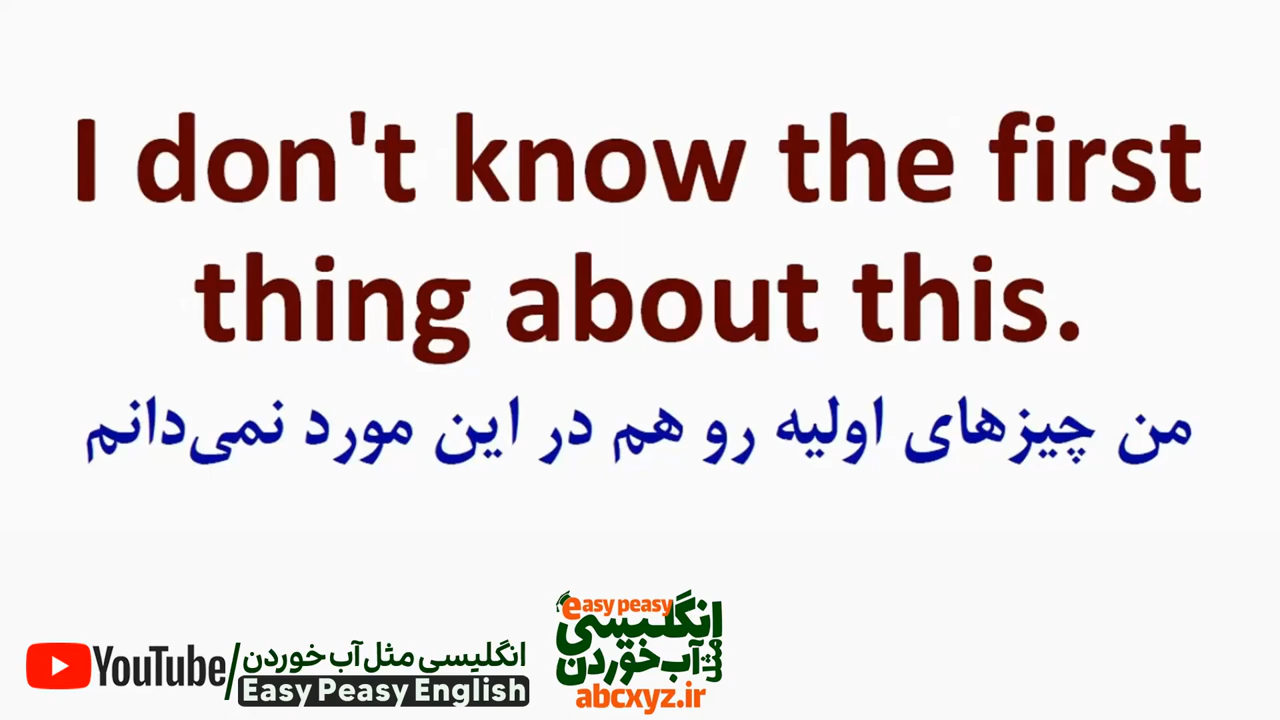 I don't know the first
thing about this.
من چیزهای اولیه رو هم در این مورد نمی‌دانم
easy peasy
انگلیسی
مثل آب خوردن
abcxyz.ir
YouTube/انگلیسی مثل آب خوردن
Easy Peasy English